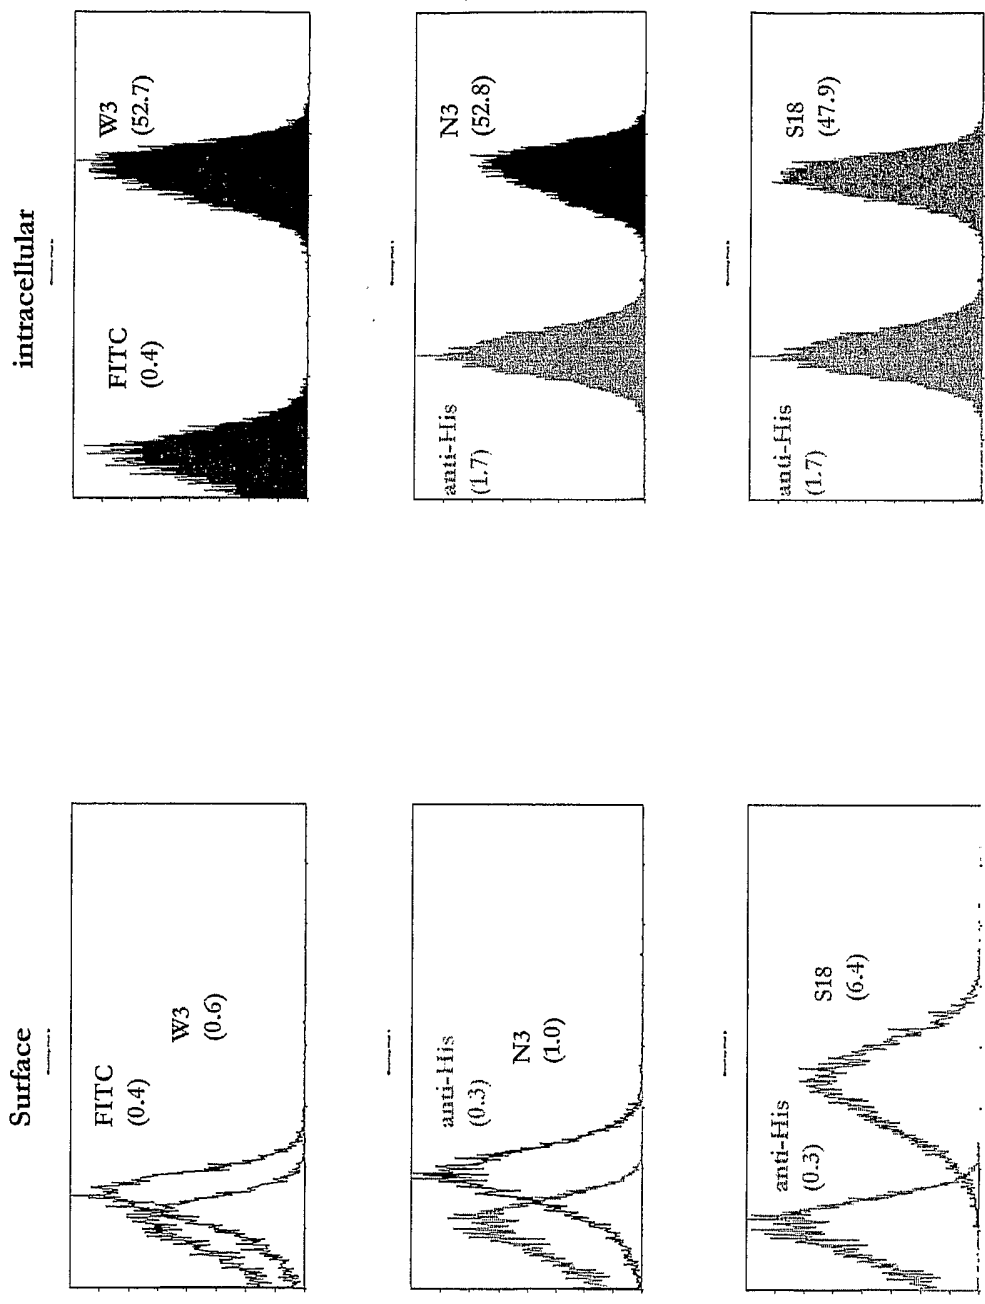 Surface
FITC
(0.4)
W3
(0.6)
anti-His
(0.3)
N3
(1.0)
anti-His
(0.3)
S18
(6.4)
intracellular
FITC
(0.4)
W3
(52.7)
anti-His
(1.7)
N3
(52.8)
anti-His
(1.7)
S18
(47.9)